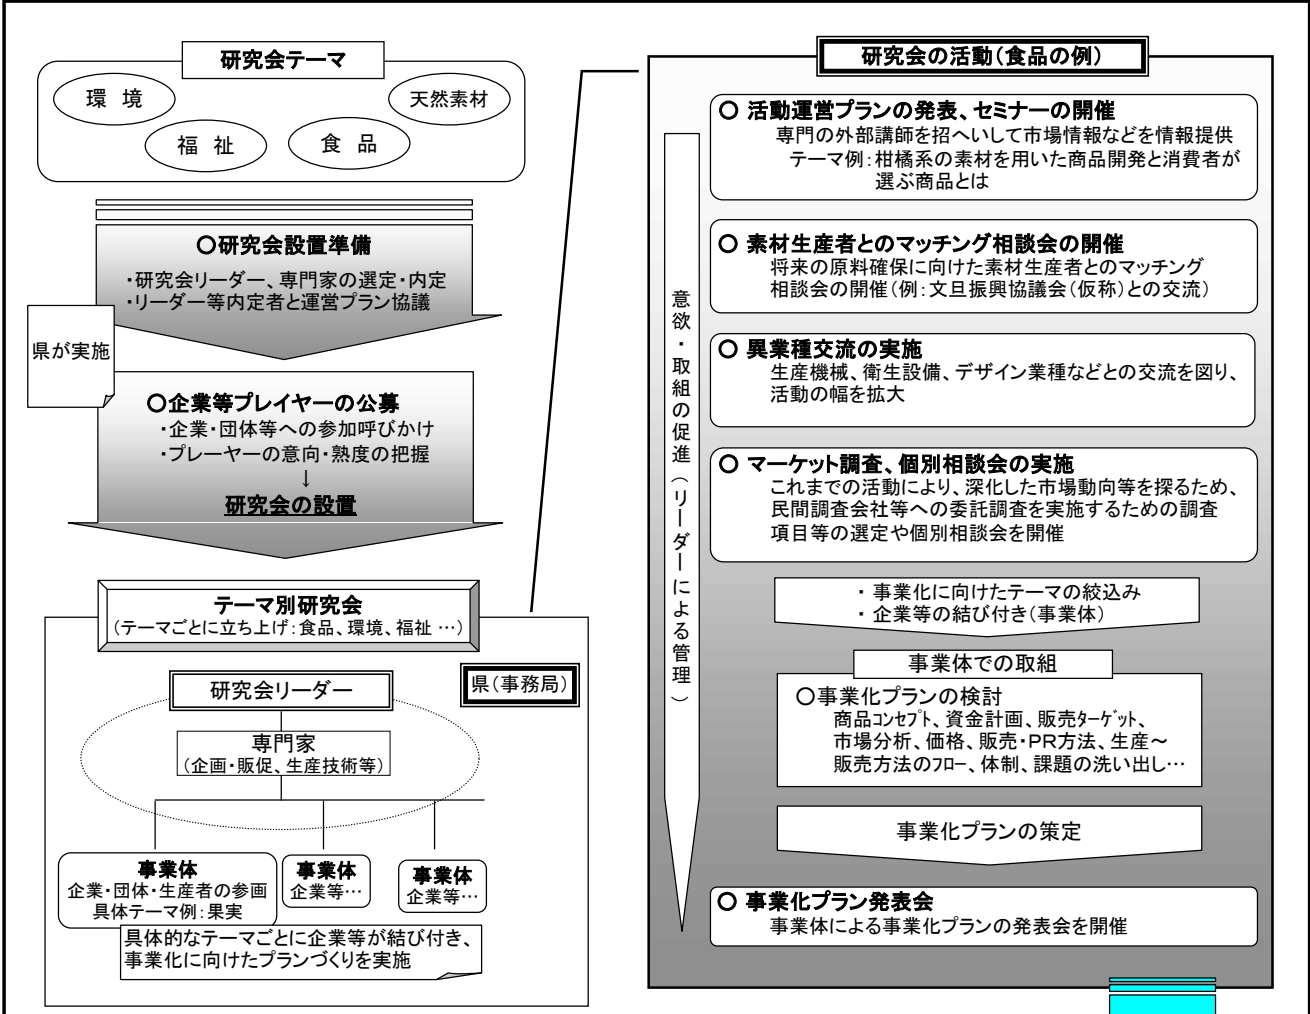 研究会テーマ
環 境
天然素材
福 祉
食 品
〇研究会設置準備
・研究会リーダー、専門家の選定・内定
・リーダー等内定者と運営プラン協議
県が実施
〇企業等プレイヤーの公募
・企業・団体等への参加呼びかけ
・プレーヤーの意向・熟度の把握
↓
研究会の設置
テーマ別研究会
(テーマごとに立ち上げ:食品、環境、福祉 …)
県(事務局)
研究会リーダー
専門家
(企画・販促、生産技術等)
事業体
企業・団体・生産者の参画
具体テーマ例:果実
事業体
企業等…
事業体
企業等…
具体的なテーマごとに企業等が結び付き、
事業化に向けたプランづくりを実施
研究会の活動(食品の例)
意欲・取組の促進(リーダーによる管理)
〇 活動運営プランの発表、セミナーの開催
専門の外部講師を招へいして市場情報などを情報提供
テーマ例:柑橘系の素材を用いた商品開発と消費者が
選ぶ商品とは
〇 素材生産者とのマッチング相談会の開催
将来の原料確保に向けた素材生産者とのマッチング
相談会の開催(例:文旦振興協議会(仮称)との交流)
〇 異業種交流の実施
生産機械、衛生設備、デザイン業種などとの交流を図り、
活動の幅を拡大
〇 マーケット調査、個別相談会の実施
これまでの活動により、深化した市場動向等を探るため、
民間調査会社等への委託調査を実施するための調査
項目等の選定や個別相談会を開催
・ 事業化に向けたテーマの絞込み
・ 企業等の結び付き(事業体)
事業体での取組
〇事業化プランの検討
商品ｺﾝｾﾌﾟﾄ、資金計画、販売ﾀｰｹﾞｯﾄ、
市場分析、価格、販売・PR方法、生産～
販売方法のﾌﾛｰ、体制、課題の洗い出し…
事業化プランの策定
〇 事業化プラン発表会
事業体による事業化プランの発表会を開催